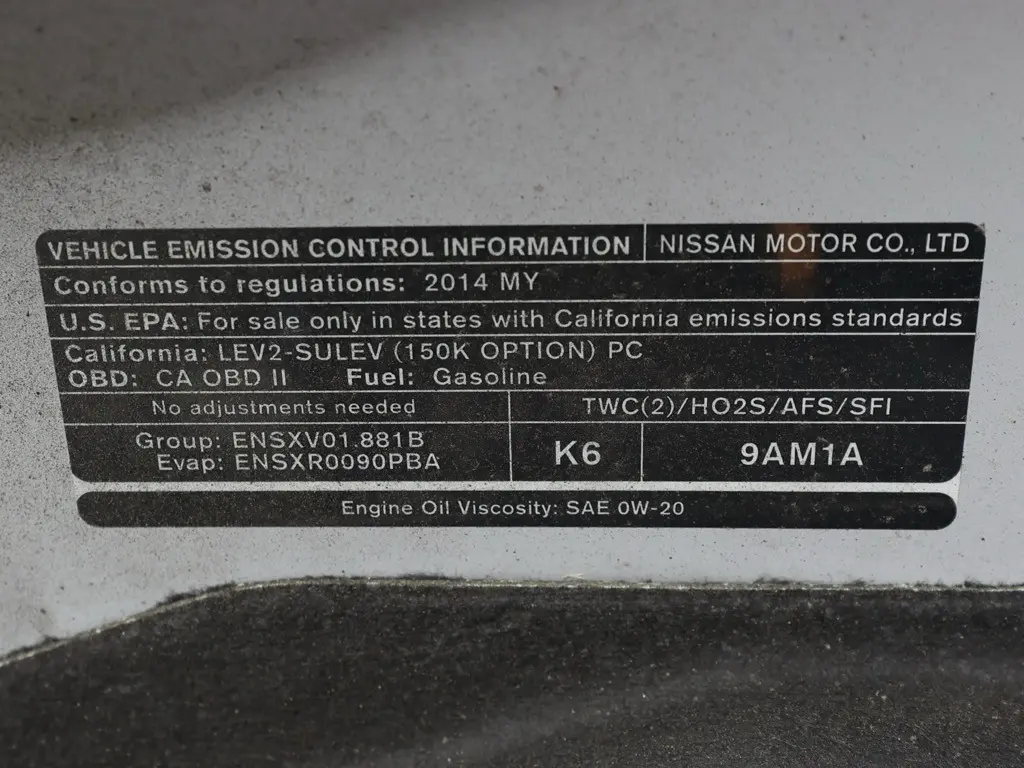 VEHICLE EMISSION CONTROL INFORMATION NISSAN MOTOR CO., LTD
Conforms to regulations: 2014 MY
U.S. EPA: For sale only in states with California emissions standards
California: LEV2-SULEV (150K OPTION) PC
OBD: CA OBD II Fuel: Gasoline
No adjustments needed TWC(2)/HO2S/AFS/SFI
Group: ENSXV01.881B
Evap: ENSXR0090PBA
K6 9AM1A
Engine Oil Viscosity: SAE 0W-20